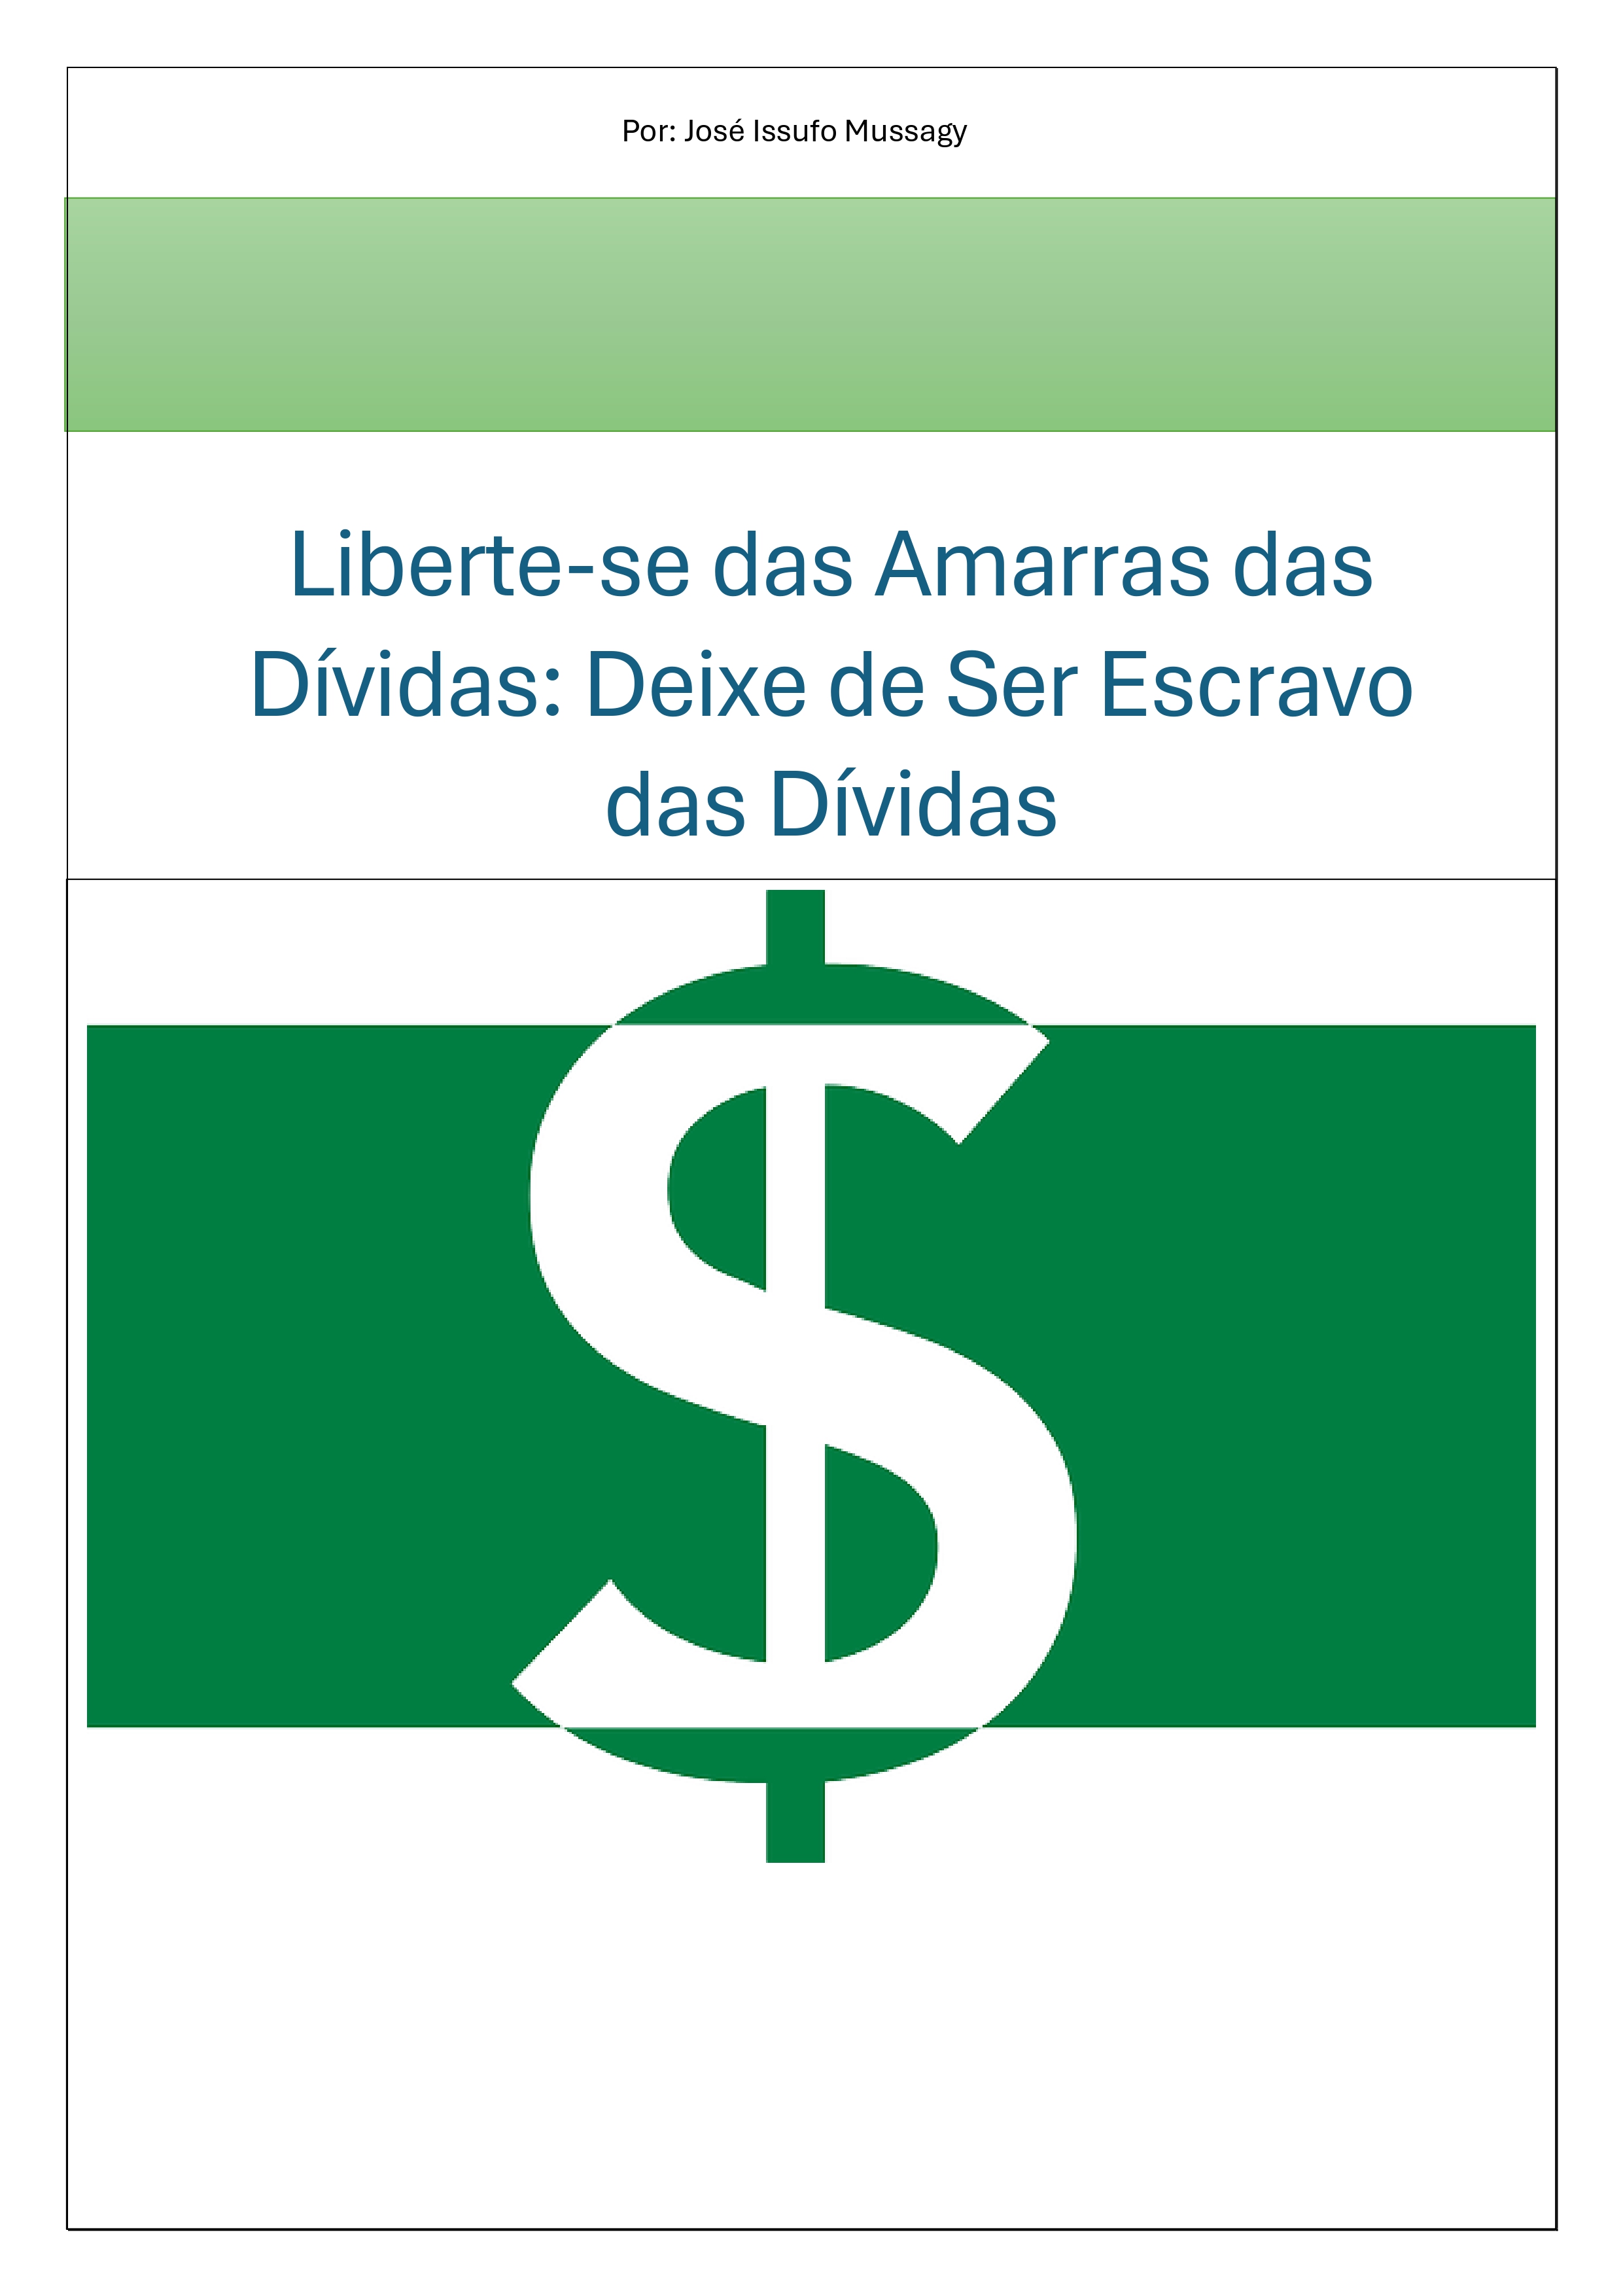 Por: José Issufo Mussagy
Liberte-se das Amarras das
Dívidas: Deixe de Ser Escravo
das Dívidas
$